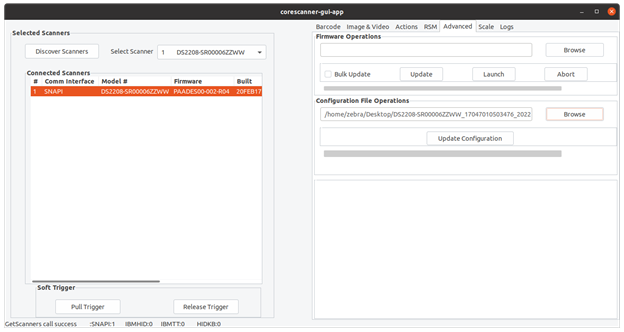 corescanner-gui-app
Selected Scanners
Discover Scanners Select Scanner 1 DS2208-SR00006ZZWW
Connected Scanners
# Comm Interface Model # Firmware Built
1 SNAPI DS2208-SR00006ZZWW PAADES00-002-R04 20FEB17
Soft Trigger
Pull Trigger Release Trigger
Barcode Image & Video Actions RSM Advanced Scale Logs
Firmware Operations
Browse
Bulk Update Update Launch Abort
Configuration File Operations
/home/zebra/Desktop/DS2208-SR00006ZZWW_17047010503476_2022 Browse
Update Configuration
GetScanners call success :SNAPI:1 IBMHID:0 IBMTT:0 HIDKB:0